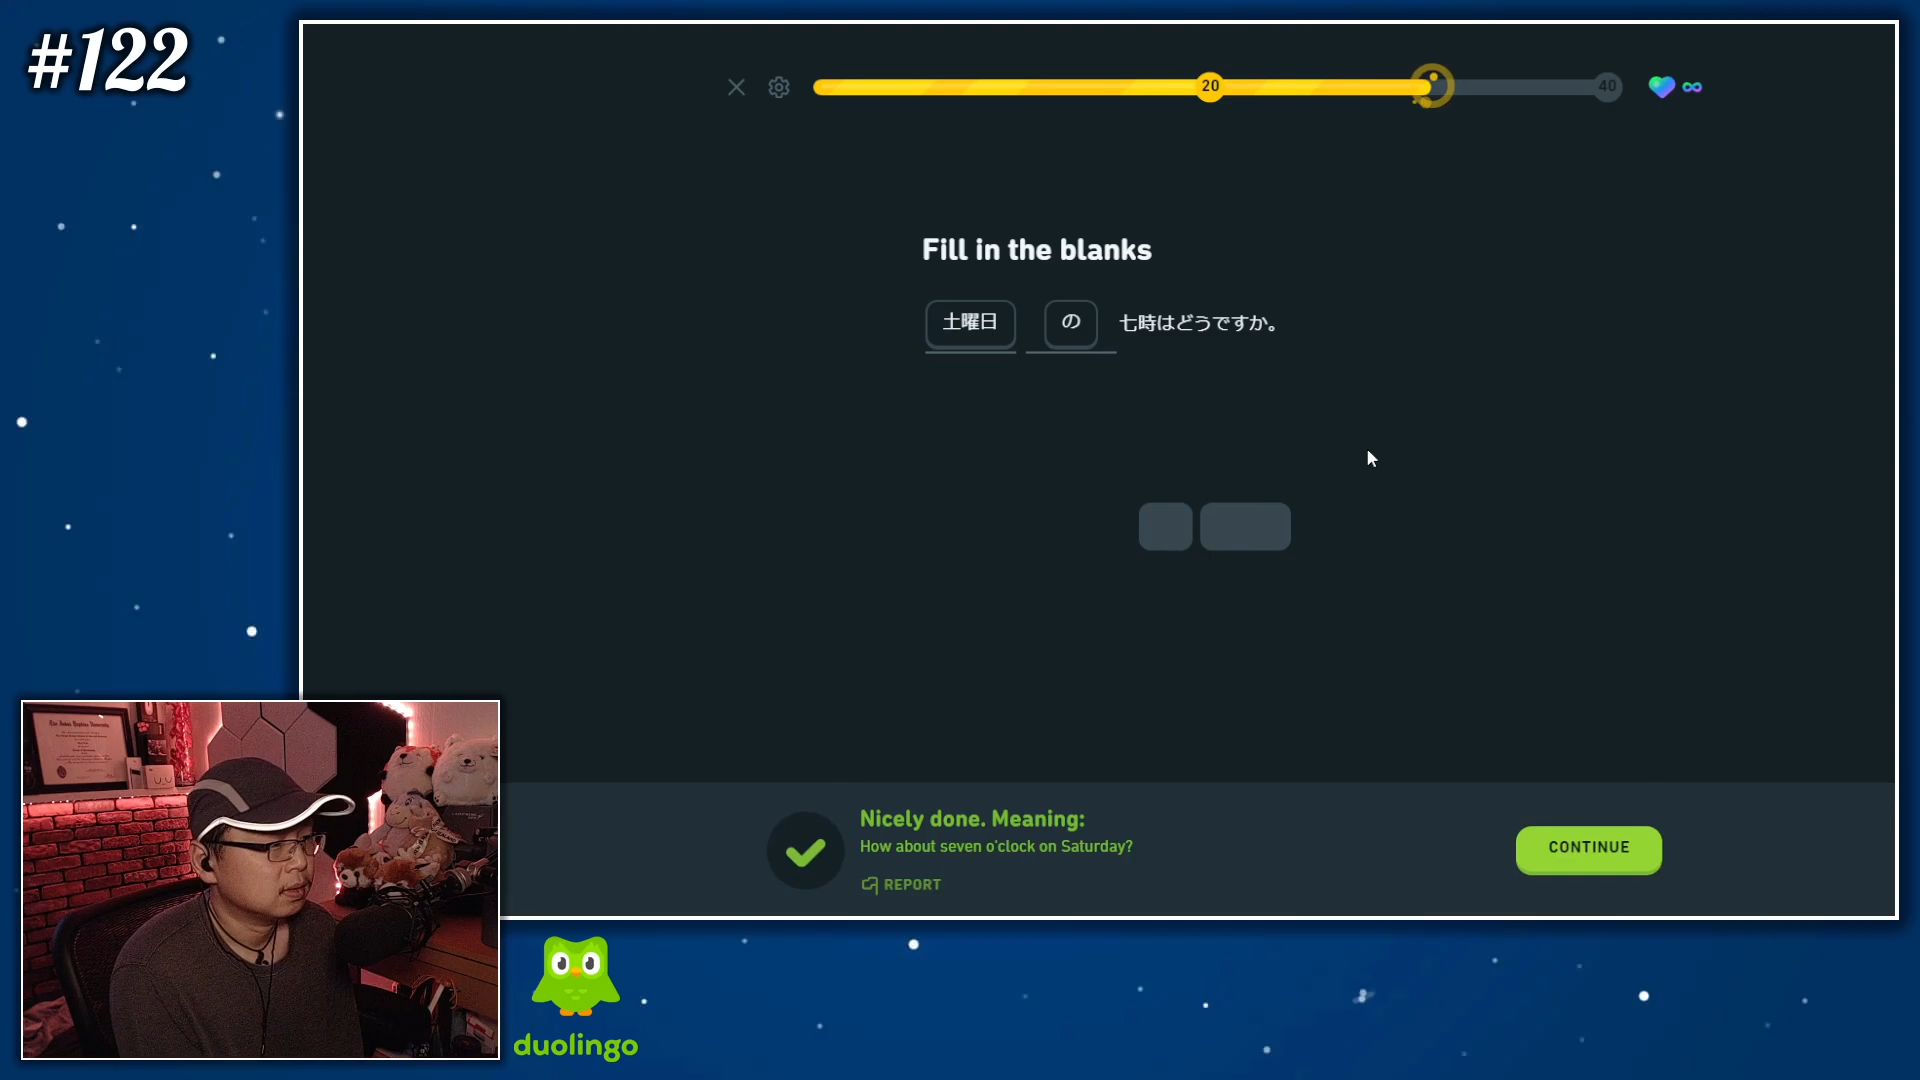 #122
20
40
Fill in the blanks
土曜日 の 七時はどうですか。
Nicely done. Meaning:
How about seven o'clock on Saturday?
REPORT
CONTINUE
duolingo